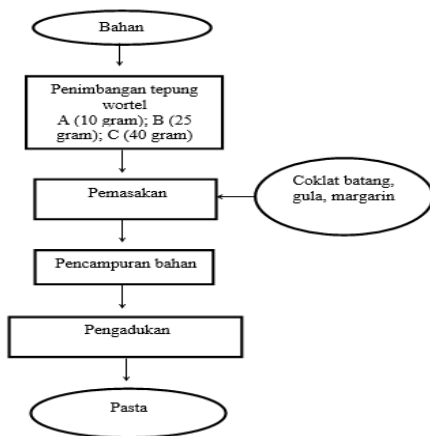 Bahan
Penimbangan tepung
wortel
A (10 gram); B (25
gram); C (40 gram)
Pemasakan
Coklat batang,
gula, margarin
Pencampuran bahan
Pengadukan
Pasta